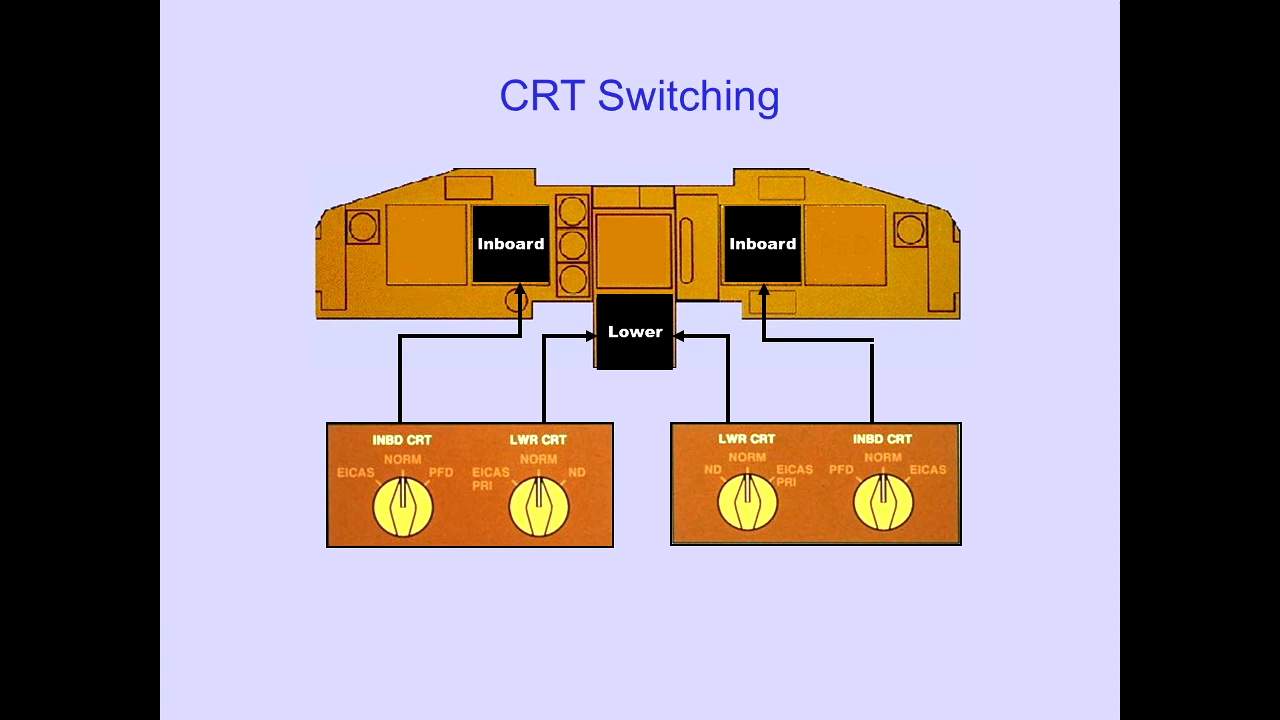 CRT Switching
Inboard
Inboard
Lower
INBD CRT
LWR CRT
NORM
NORM
EICAS
PFD
EICAS
PRI
ND
LWR CRT
INBD CRT
NORM
NORM
ND
EICAS
PRI
PFD
EICAS